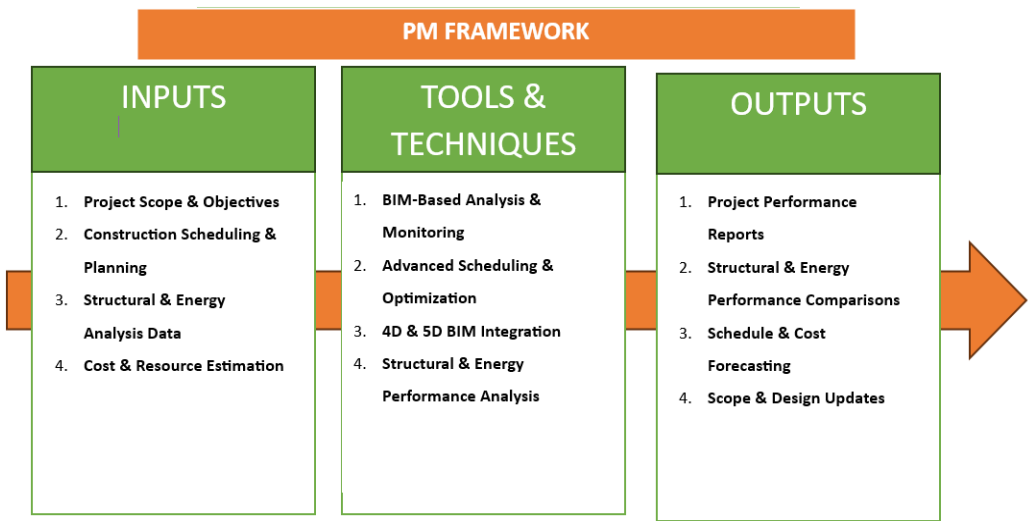 PM FRAMEWORK
INPUTS
1. Project Scope & Objectives
2. Construction Scheduling &
Planning
3. Structural & Energy
Analysis Data
4. Cost & Resource Estimation
TOOLS &
TECHNIQUES
1. BIM-Based Analysis &
Monitoring
2. Advanced Scheduling &
Optimization
3. 4D & 5D BIM Integration
4. Structural & Energy
Performance Analysis
OUTPUTS
1. Project Performance
Reports
2. Structural & Energy
Performance Comparisons
3. Schedule & Cost
Forecasting
4. Scope & Design Updates